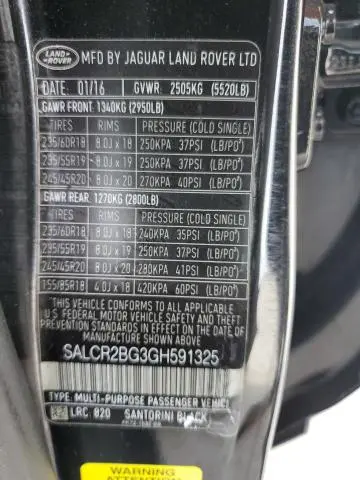 LAND ROVER
MFD BY JAGUAR LAND ROVER LTD
DATE: 01/16 GVWR: 2505KG (5520LB)
GAWR FRONT: 1340KG (2950LB)
TIRES RIMS PRESSURE (COLD SINGLE)
235/60R18 8.0J x 18 250KPA 37PSI (LB/PO²)
235/55R19 8.0J x 19 250KPA 37PSI (LB/PO²)
245/45R20 8.0J x 20 270KPA 40PSI (LB/PO²)
GAWR REAR: 1270KG (2800LB)
TIRES RIMS PRESSURE (COLD SINGLE)
235/60R18 8.0J x 18 240KPA 35PSI (LB/PO²)
235/55R19 8.0J x 19 250KPA 37PSI (LB/PO²)
245/45R20 8.0J x 20 280KPA 41PSI (LB/PO²)
155/85R18 4.0J x 18 420KPA 60PSI (LB/PO²)
THIS VEHICLE CONFORMS TO ALL APPLICABLE
U.S FEDERAL MOTOR VEHICLE SAFETY STANDARDS
IN EFFECT ON THE DATE OF MANUFACTURE
SHOWN ABOVE.
SALCR2BG3GH591325
TYPE: MULTI-PURPOSE PASSENGER VEHICLE
LRC: 820 SANTORINI BLACK
WARNING
ATTENTION